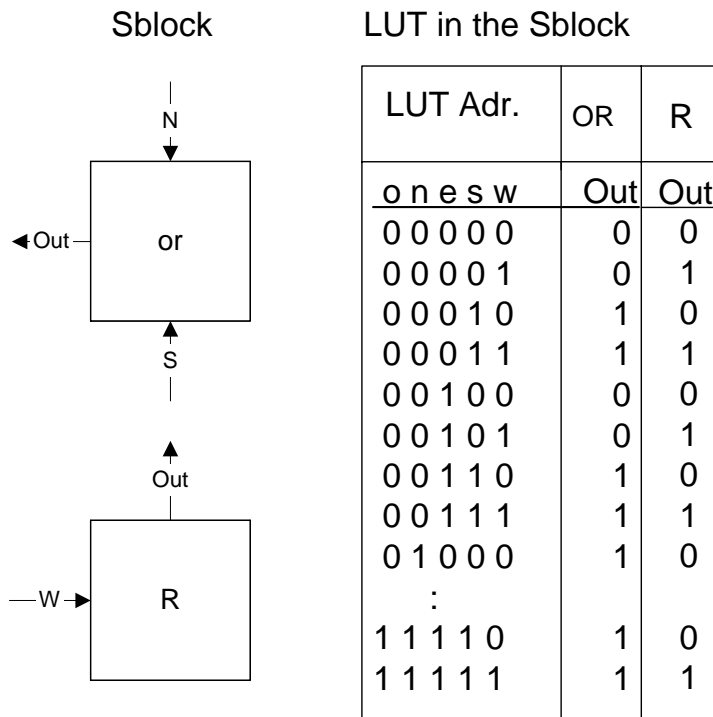 Sblock
LUT in the Sblock
N
Out
or
S
Out
W
R
LUT Adr. OR R
o n e s w Out Out
0 0 0 0 0 0 0
0 0 0 0 1 0 1
0 0 0 1 0 1 0
0 0 0 1 1 1 1
0 0 1 0 0 0 0
0 0 1 0 1 0 1
0 0 1 1 0 1 0
0 0 1 1 1 1 1
0 1 0 0 0 1 0
:
1 1 1 1 0 1 0
1 1 1 1 1 1 1